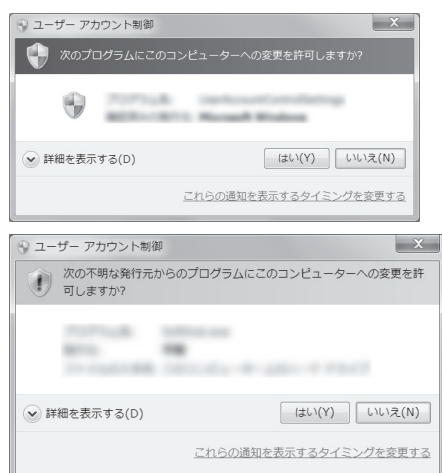 ユーザー アカウント制御
次のプログラムにこのコンピューターへの変更を許可しますか?
詳細を表示する(D)
はい(Y)
いいえ(N)
これらの通知を表示するタイミングを変更する
ユーザー アカウント制御
次の不明な発行元からのプログラムにこのコンピューターへの変更を許
可しますか?
詳細を表示する(D)
はい(Y)
いいえ(N)
これらの通知を表示するタイミングを変更する